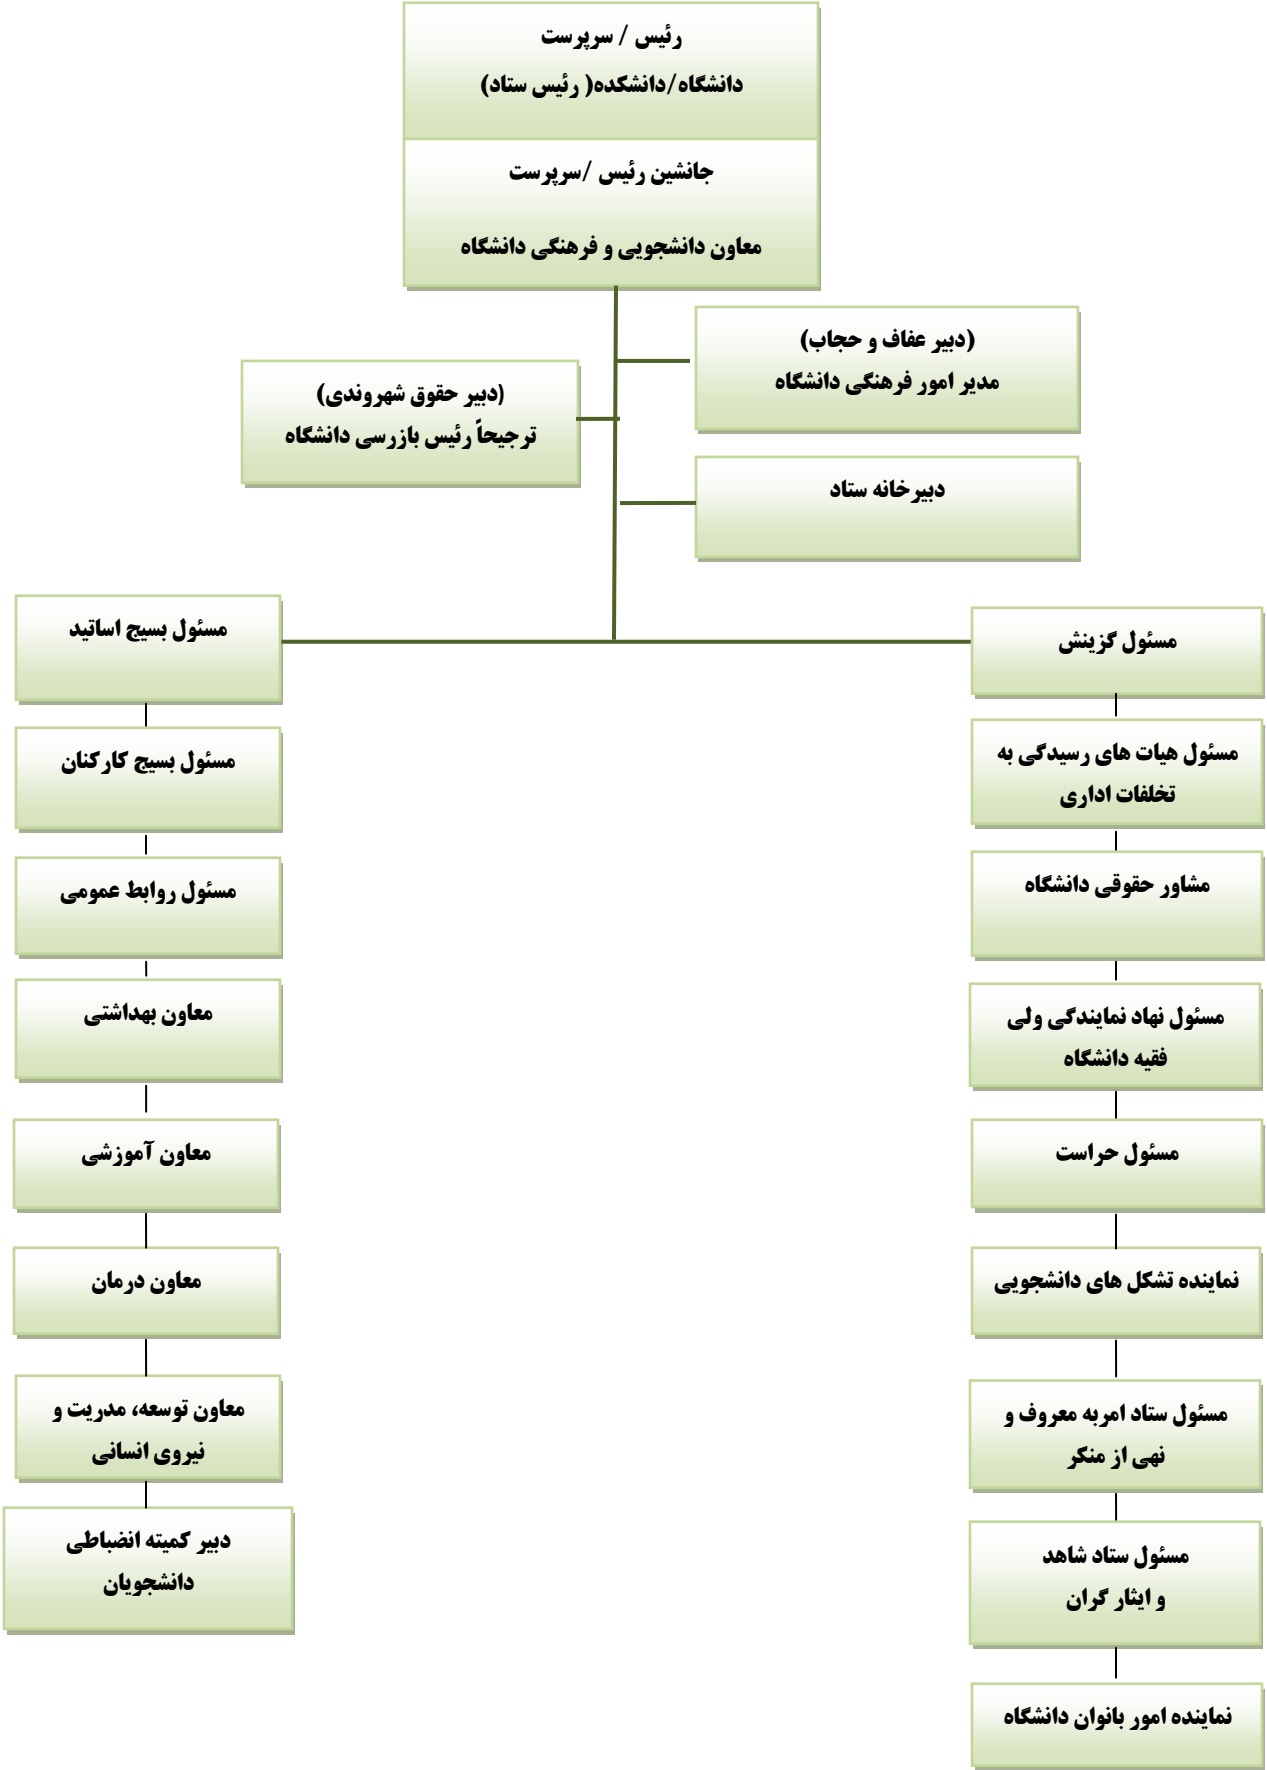 رئیس / سرپرست
دانشگاه/دانشکده( رئیس ستاد)
جانشین رئیس /سرپرست
معاون دانشجویی و فرهنگی دانشگاه
(دبیر عفاف و حجاب)
مدیر امور فرهنگی دانشگاه
(دبیر حقوق شهروندی)
ترجیحاً رئیس بازرسی دانشگاه
دبیرخانه ستاد
مسئول گزینش
مسئول هیات های رسیدگی به
تخلفات اداری
مشاور حقوقی دانشگاه
مسئول نهاد نمایندگی ولی
فقیه دانشگاه
مسئول حراست
نماینده تشکل های دانشجویی
مسئول ستاد امربه معروف و
نهی از منکر
مسئول ستاد شاهد
و ایثار گران
نماینده امور بانوان دانشگاه
مسئول بسیج اساتید
مسئول بسیج کارکنان
مسئول روابط عمومی
معاون بهداشتی
معاون آموزشی
معاون درمان
معاون توسعه، مدریت و
نیروی انسانی
دبیر کمیته انضباطی
دانشجویان